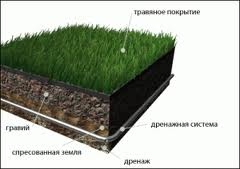 травяное покрытие
гравий
дренажная система
спресованная земля
дренаж